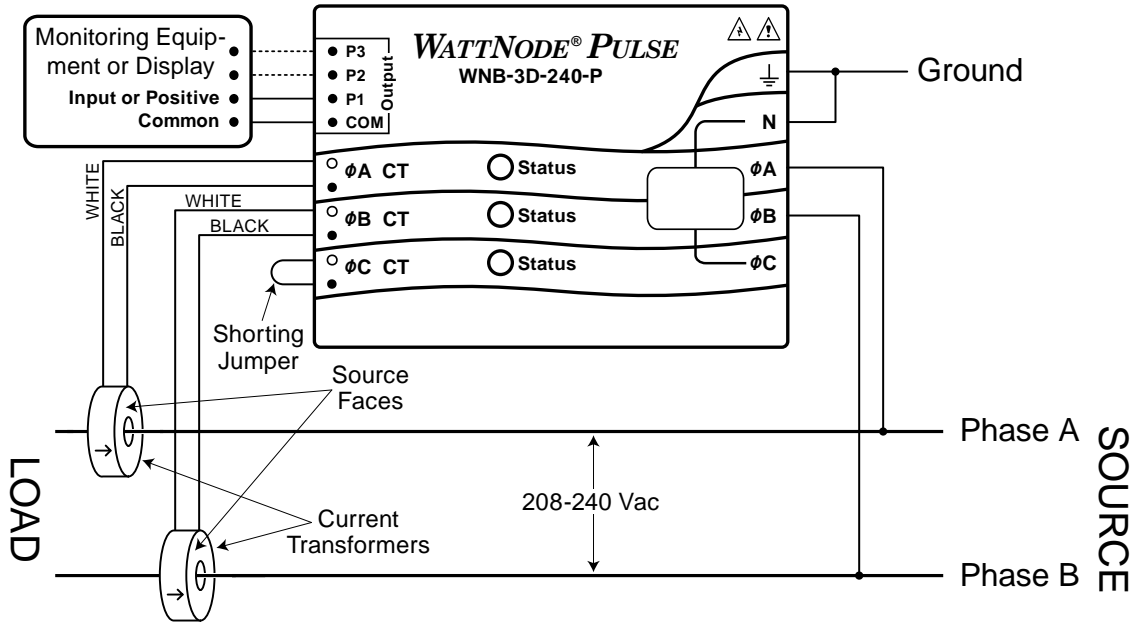 Monitoring Equip-
ment or Display
Input or Positive
Common
P3
P2
P1
COM
Output
WATTNODE® PULSE
WNB-3D-240-P
Ground
N
ϕA CT
Status
ϕA
ϕB CT
Status
ϕB
ϕC CT
Status
ϕC
WHITE
BLACK
WHITE
BLACK
Shorting
Jumper
Source
Faces
Phase A
208-240 Vac
Current
Transformers
Phase B
LOAD
SOURCE